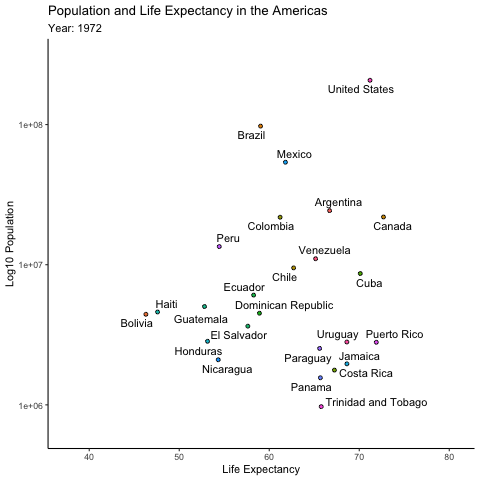 Population and Life Expectancy in the Americas
Year: 1972
United States
1e+08
Brazil
Mexico
Argentina
Colombia
Canada
Peru
Venezuela
Log10 Population
1e+07
Chile
Cuba
Ecuador
Haiti
Dominican Republic
Bolivia
Guatemala
El Salvador
Uruguay
Puerto Rico
Honduras
Paraguay
Jamaica
Nicaragua
Costa Rica
Panama
1e+06
Trinidad and Tobago
40 50 60 70 80
Life Expectancy